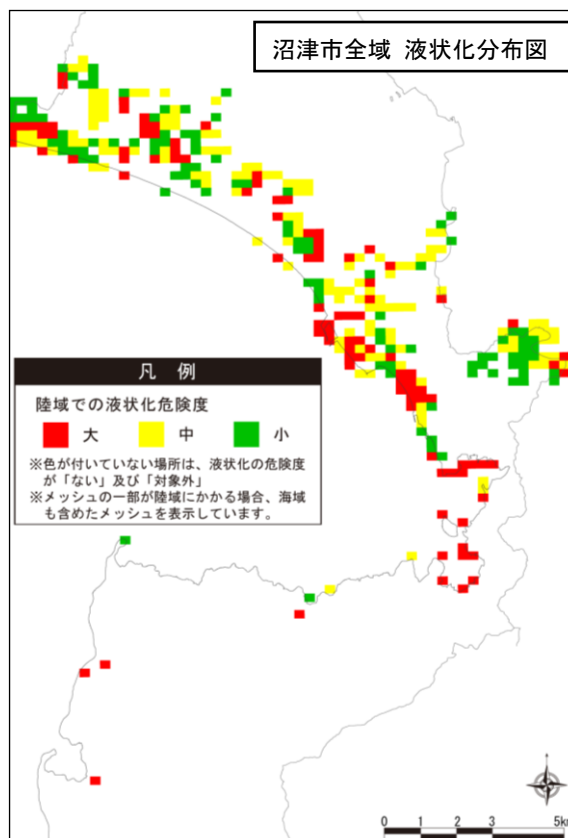 沼津市全域 液状化分布図
凡 例
陸域での液状化危険度
大 中 小
※色が付いていない場所は、液状化の危険度
が「ない」及び「対象外」
※メッシュの一部が陸域にかかる場合、海域
も含めたメッシュを表示しています。
0 1 2 3 5km